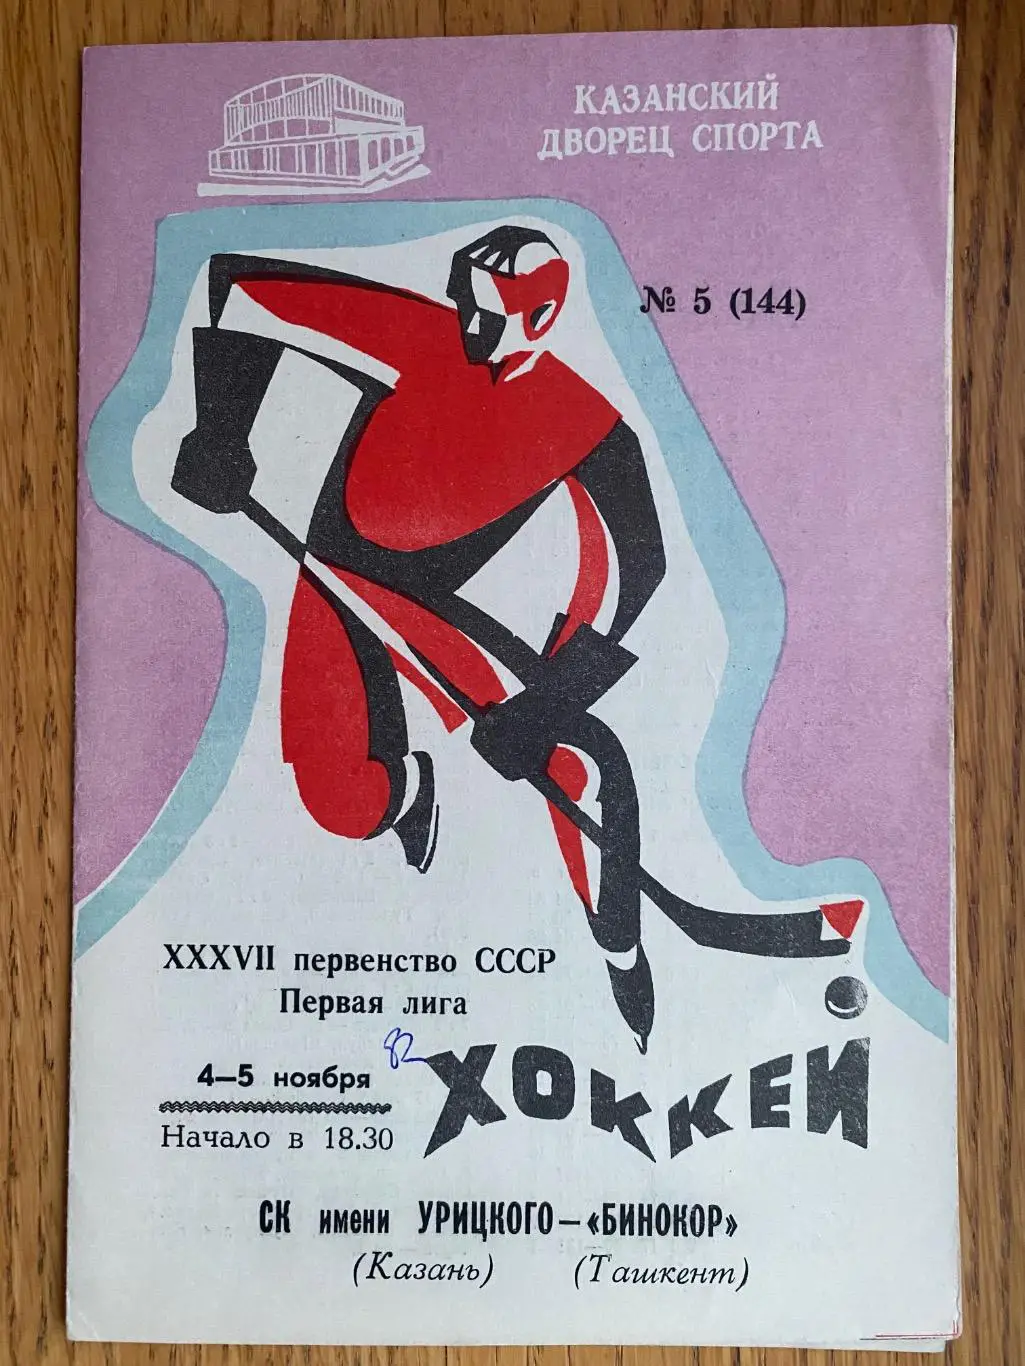 КАЗАНСКИЙ
ДВОРЕЦ СПОРТА
№ 5 (144)
XXXVII первенство СССР
Первая лига
82
4—5 ноября
Начало в 18.30
ХОККЕЙ
СК имени УРИЦКОГО—«БИНОКОР»
(Казань) (Ташкент)